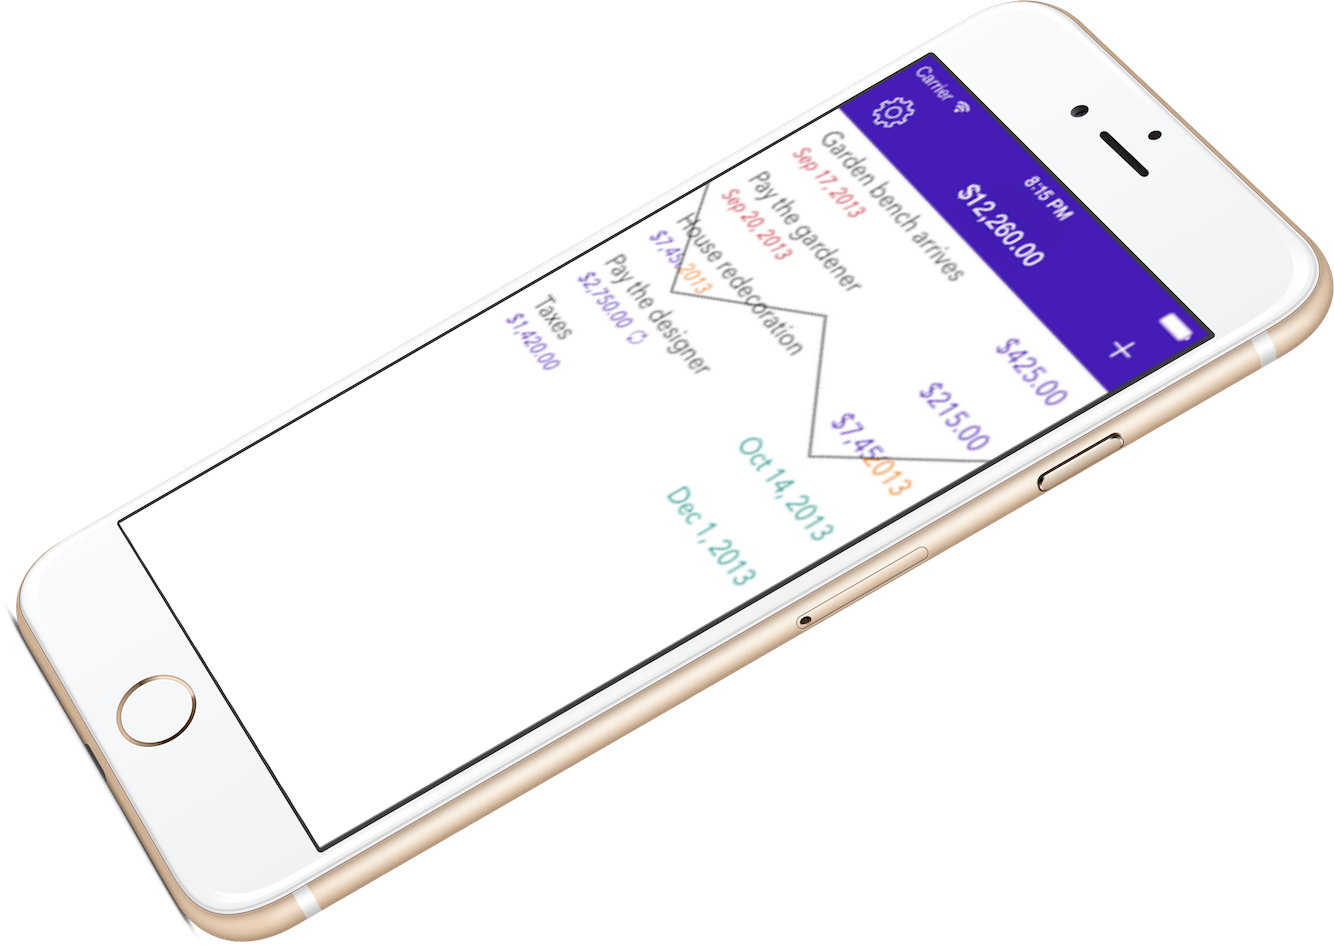 Carrier 8:15 PM
$12,260.00 +
Garden bench arrives $425.00
Sep 17, 2013
Pay the gardener $215.00
Sep 20, 2013
House redecoration $7,45 2013
$7,45 2013
Pay the designer Oct 14, 2013
$2,750.00
Taxes Dec 1, 2013
$1,420.00